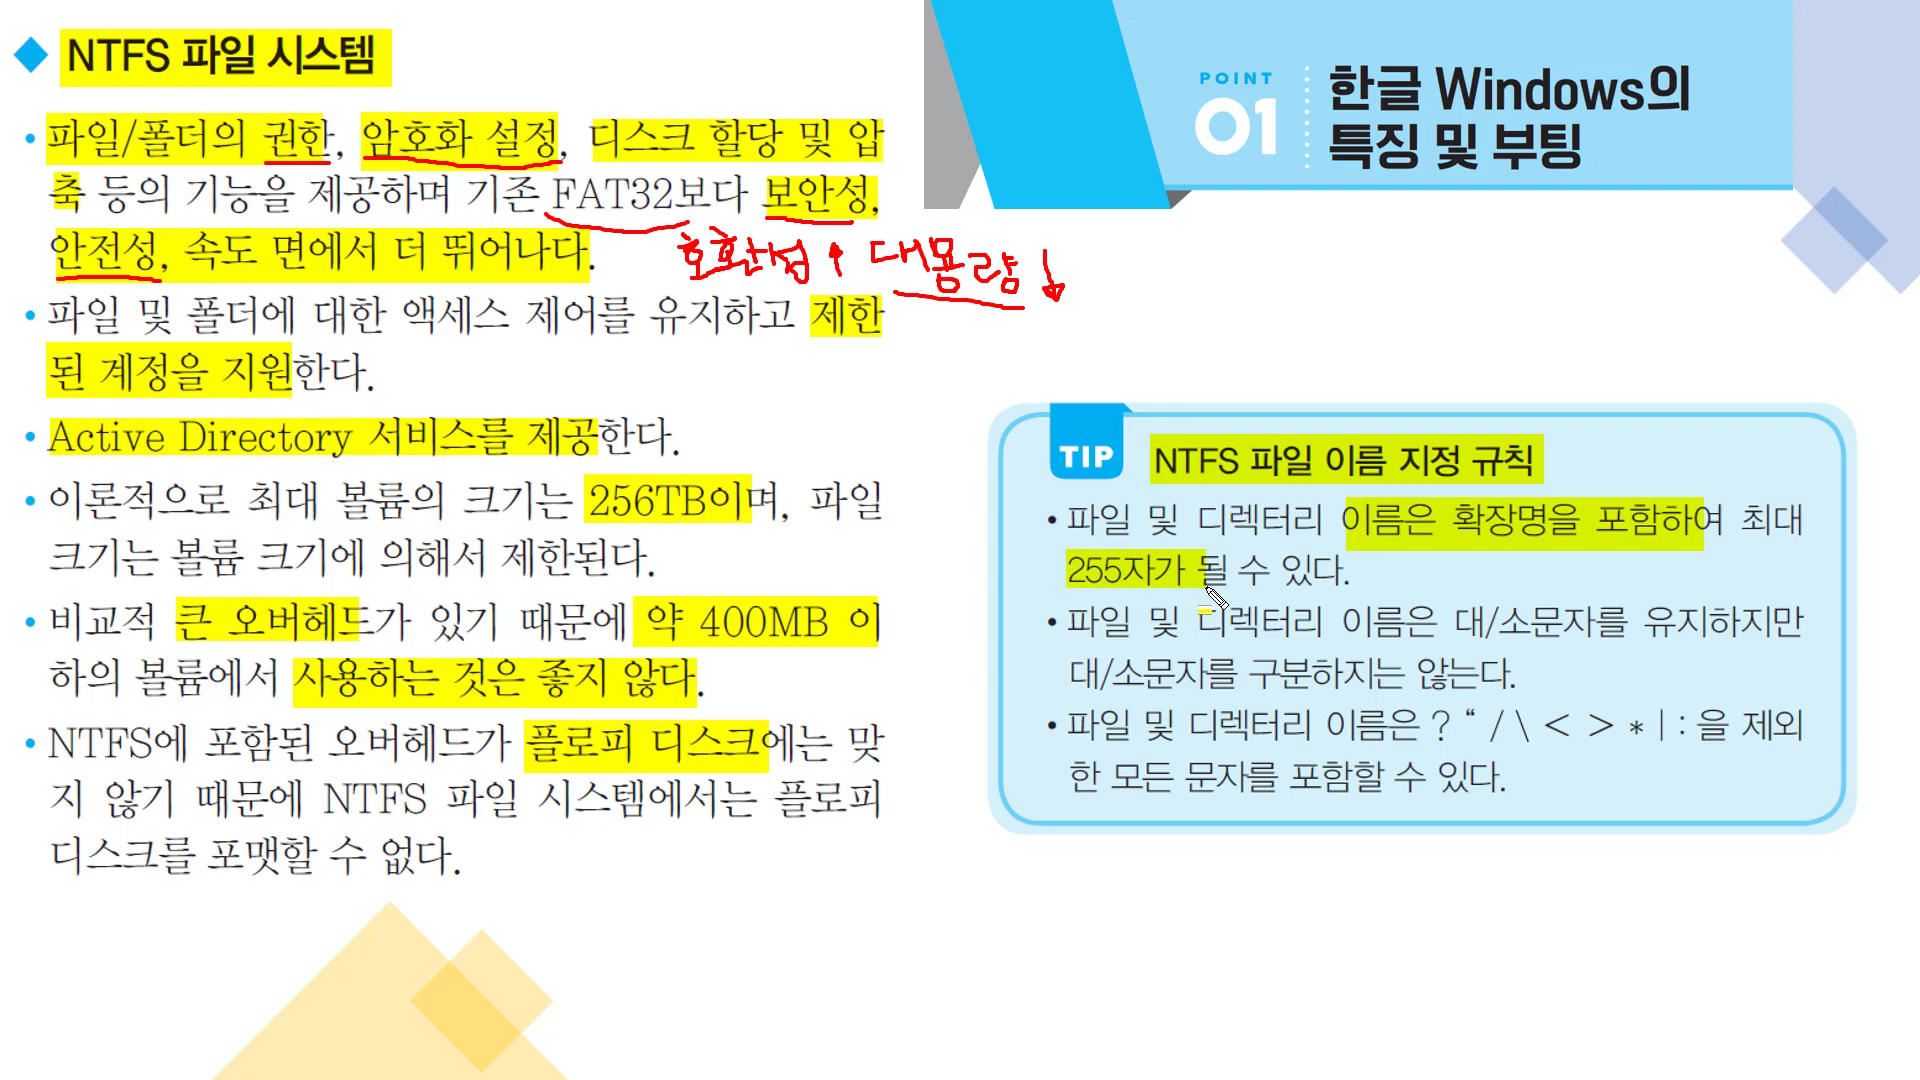 NTFS 파일 시스템
• 파일/폴더의 권한, 암호화 설정, 디스크 할당 및 압
축 등의 기능을 제공하며 기존 FAT32보다 보안성,
안전성, 속도 면에서 더 뛰어나다.
호환성↑ 대용량↓
• 파일 및 폴더에 대한 액세스 제어를 유지하고 제한
된 계정을 지원한다.
• Active Directory 서비스를 제공한다.
• 이론적으로 최대 볼륨의 크기는 256TB이며, 파일
크기는 볼륨 크기에 의해서 제한된다.
• 비교적 큰 오버헤드가 있기 때문에 약 400MB 이
하의 볼륨에서 사용하는 것은 좋지 않다.
• NTFS에 포함된 오버헤드가 플로피 디스크에는 맞
지 않기 때문에 NTFS 파일 시스템에서는 플로피
디스크를 포맷할 수 없다.
POINT
01
한글 Windows의
특징 및 부팅
TIP
NTFS 파일 이름 지정 규칙
• 파일 및 디렉터리 이름은 확장명을 포함하여 최대
255자가 될 수 있다.
• 파일 및 디렉터리 이름은 대/소문자를 유지하지만
대/소문자를 구분하지는 않는다.
• 파일 및 디렉터리 이름은 ? “ / \ < > * | : 을 제외
한 모든 문자를 포함할 수 있다.